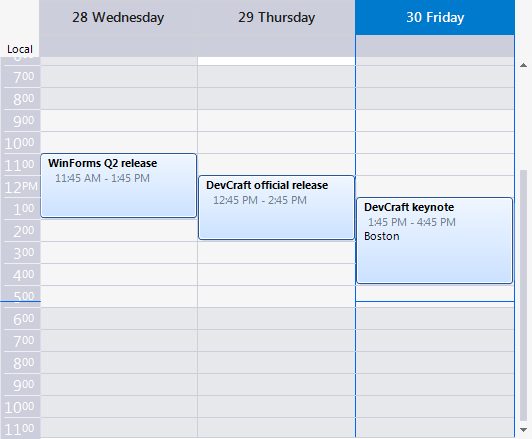 28 Wednesday
29 Thursday
30 Friday
Local
7 00
8 00
9 00
10 00
11 00
12 PM
1 00
2 00
3 00
4 00
5 00
6 00
7 00
8 00
9 00
10 00
11 00
WinForms Q2 release
11:45 AM - 1:45 PM
DevCraft official release
12:45 PM - 2:45 PM
DevCraft keynote
1:45 PM - 4:45 PM
Boston